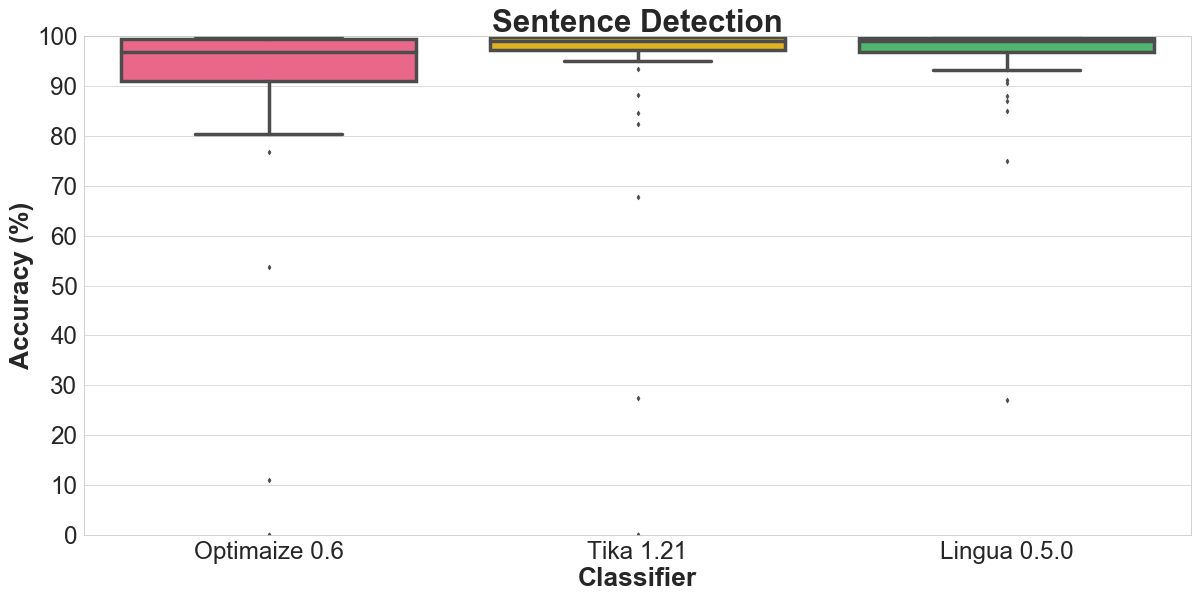 Sentence Detection
Accuracy (%)
100
90
80
70
60
50
40
30
20
10
0
Optimaize 0.6
Tika 1.21
Lingua 0.5.0
Classifier